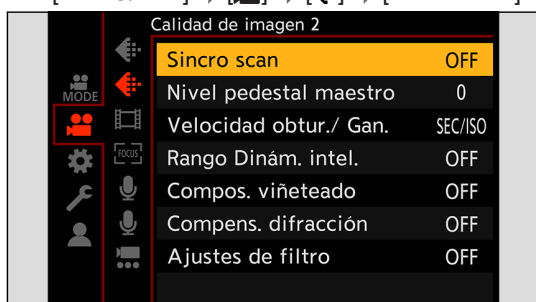 Calidad de imagen 2
Sincro scan OFF
MODE
Nivel pedestal maestro 0
Velocidad obtur./ Gan. SEC/ISO
FOCUS
Rango Dinám. intel. OFF
Compos. viñeteado OFF
Compens. difracción OFF
Ajustes de filtro OFF